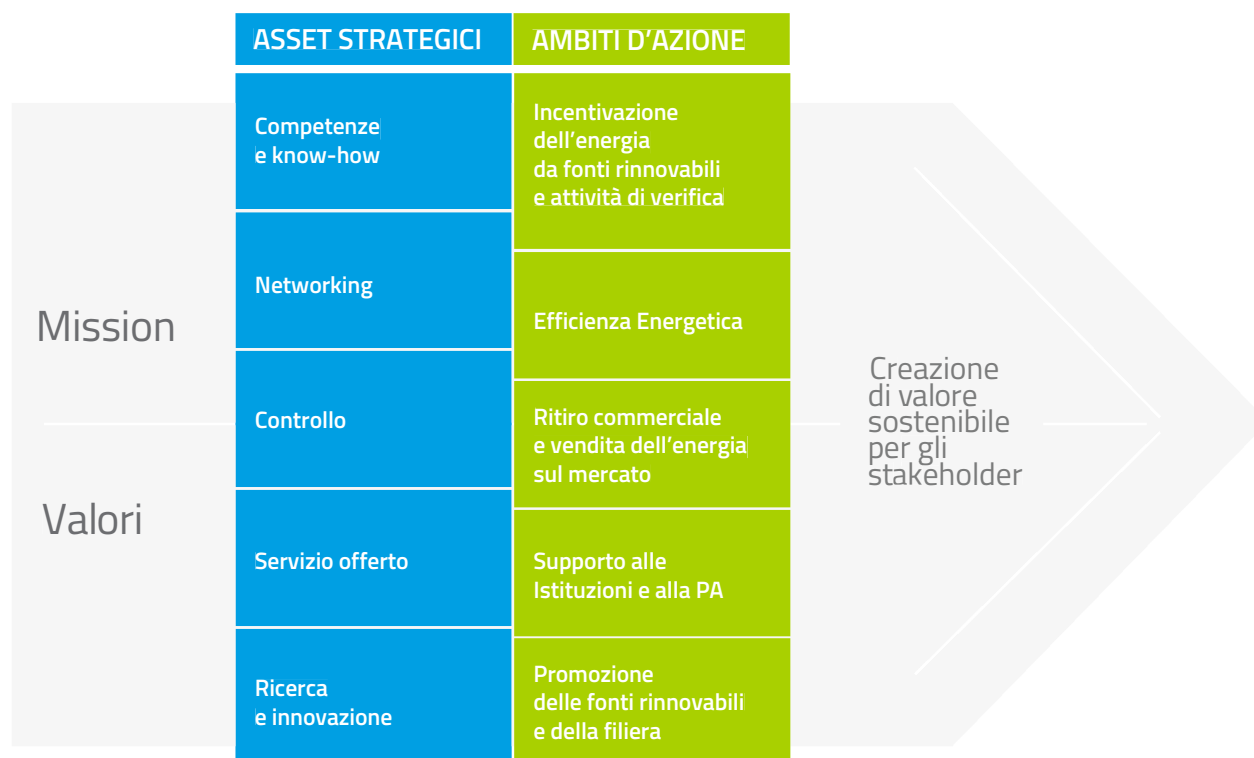 Mission
Valori
ASSET STRATEGICI
Competenze
e know-how
Networking
Controllo
Servizio offerto
Ricerca
e innovazione
AMBITI D'AZIONE
Incentivazione
dell'energia
da fonti rinnovabili
e attività di verifica
Efficienza Energetica
Ritiro commerciale
e vendita dell'energia
sul mercato
Supporto alle
Istituzioni e alla PA
Promozione
delle fonti rinnovabili
e della filiera
Creazione
di valore
sostenibile
per gli
stakeholder